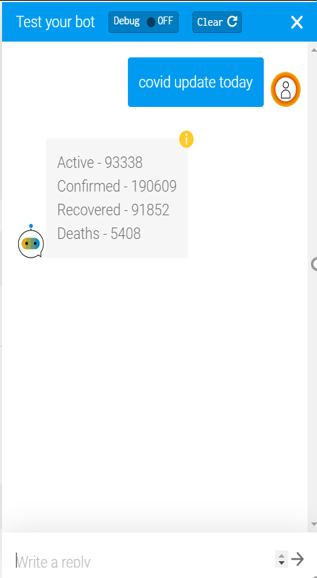 Test your bot Debug OFF Clear
covid update today
Active - 93338
Confirmed - 190609
Recovered - 91852
Deaths - 5408
Write a reply